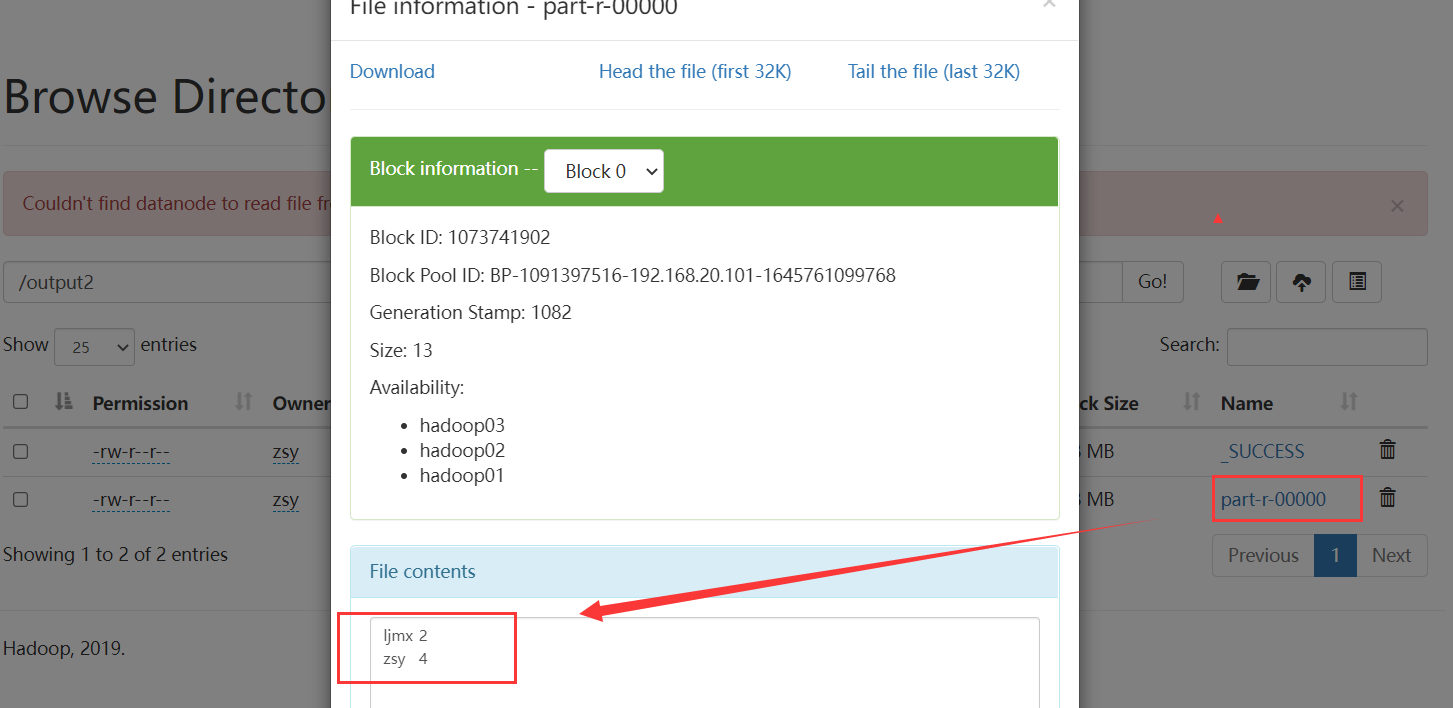 File information - part-r-00000
×
Download Head the file (first 32K) Tail the file (last 32K)
Browse Directo
Block information -- Block 0
Couldn't find datanode to read file fr
×
Block ID: 1073741902
Block Pool ID: BP-1091397516-192.168.20.101-1645761099768
/output2
Go!
Generation Stamp: 1082
Show 25 entries
Search:
Size: 13
Availability:
Permission Owner
ck Size Name
hadoop03
hadoop02
hadoop01
-rw-r--r-- zsy
MB _SUCCESS
-rw-r--r-- zsy
MB part-r-00000
Showing 1 to 2 of 2 entries
Previous 1 Next
File contents
ljmx 2
zsy 4
Hadoop, 2019.